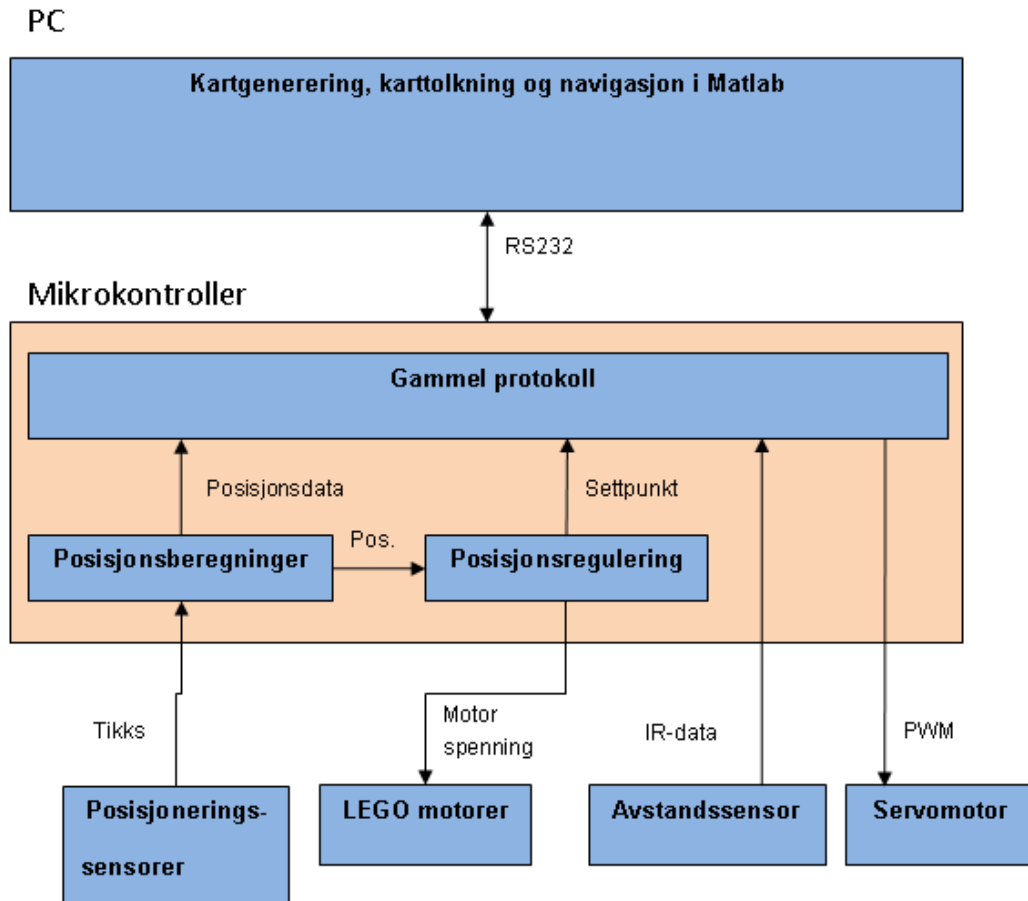 PC
Kartgenerering, karttolkning og navigasjon i Matlab
RS232
Mikrokontroller
Gammel protokoll
Posisjonsdata
Settpunkt
Pos.
Posisjonsberegninger
Posisjonsregulering
Tikks
Motor
spenning
IR-data
PWM
Posisjonerings-
sensorer
LEGO motorer
Avstandssensor
Servomotor